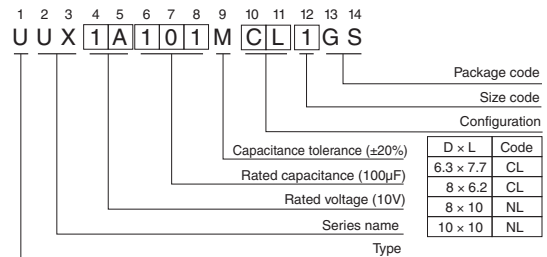 1 2 3 4 5 6 7 8 9 10 11 12 13 14
U U X 1 A 1 0 1 M C L 1 G S
Package code
Size code
Configuration
Capacitance tolerance (±20%)
Rated capacitance (100µF)
Rated voltage (10V)
Series name
Type
D × L Code
6.3 × 7.7 CL
8 × 6.2 CL
8 × 10 NL
10 × 10 NL